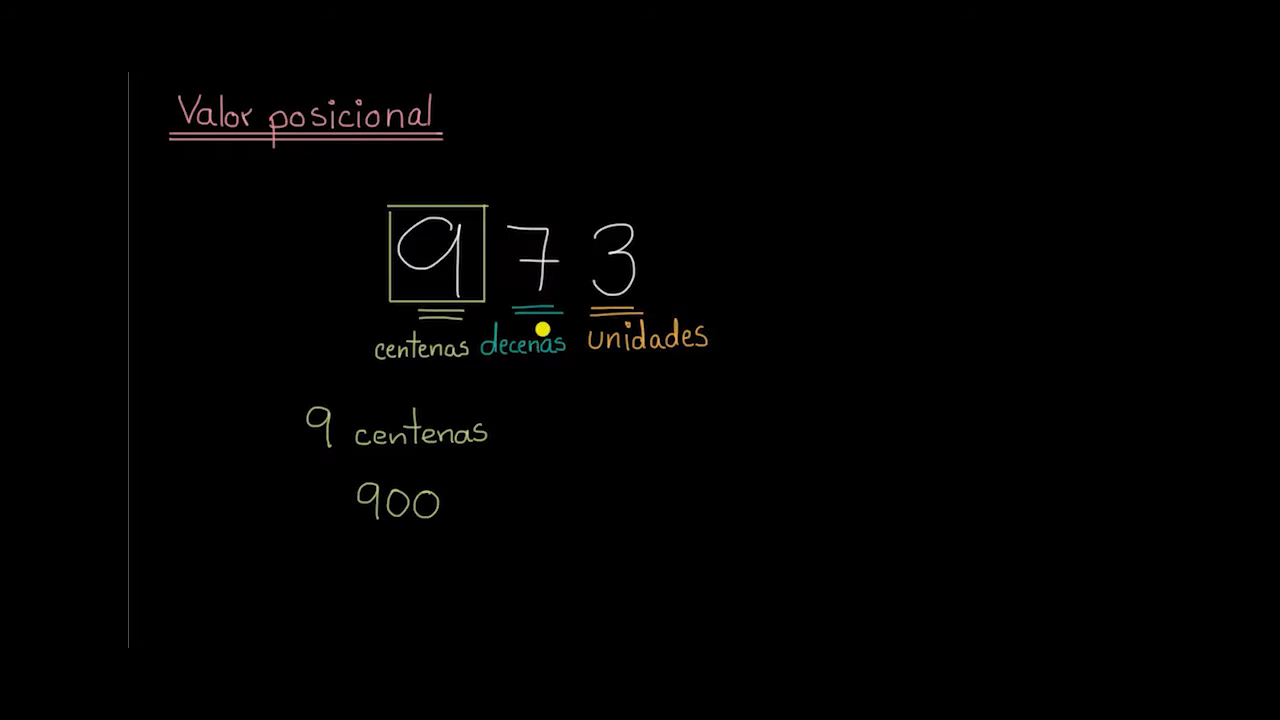 Valor posicional
9 7 3
centenas decenas unidades
9 centenas
900